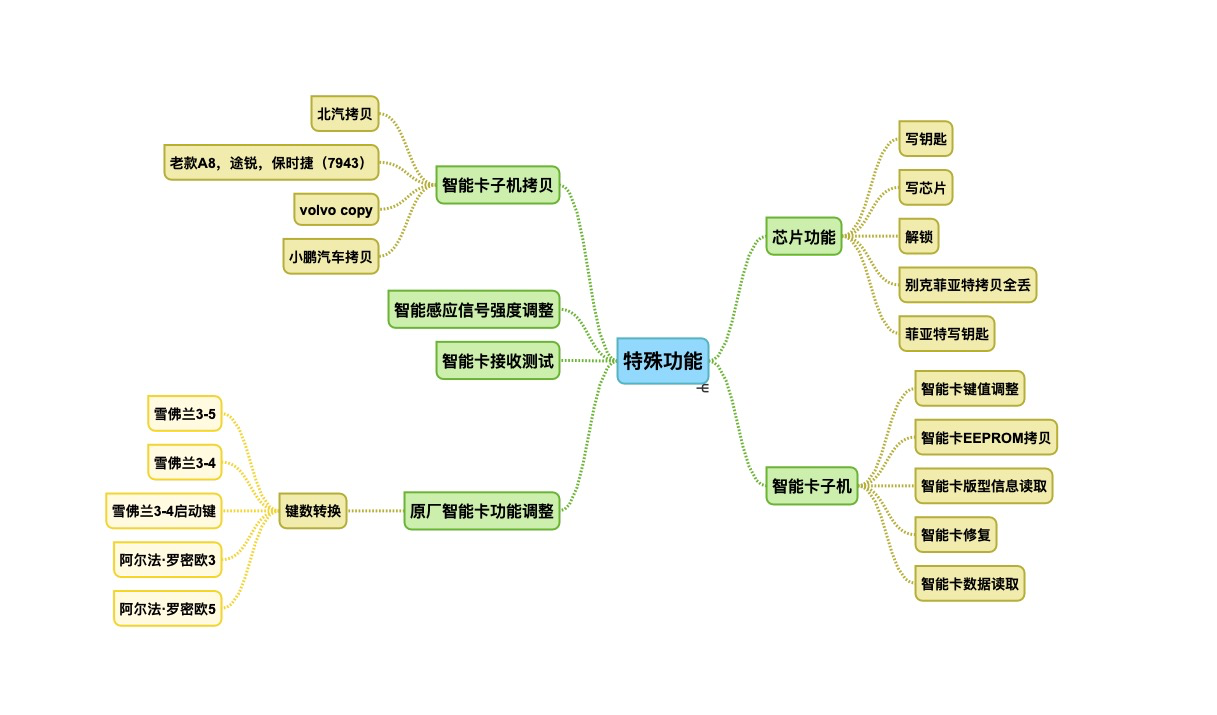 特殊功能
芯片功能
写钥匙
写芯片
解锁
别克菲亚特拷贝全丢
菲亚特写钥匙
智能卡子机
智能卡键值调整
智能卡EEPROM拷贝
智能卡版型信息读取
智能卡修复
智能卡数据读取
智能卡子机拷贝
北汽拷贝
老款A8，途锐，保时捷（7943）
volvo copy
小鹏汽车拷贝
智能感应信号强度调整
智能卡接收测试
原厂智能卡功能调整
键数转换
雪佛兰3-5
雪佛兰3-4
雪佛兰3-4启动键
阿尔法·罗密欧3
阿尔法·罗密欧5